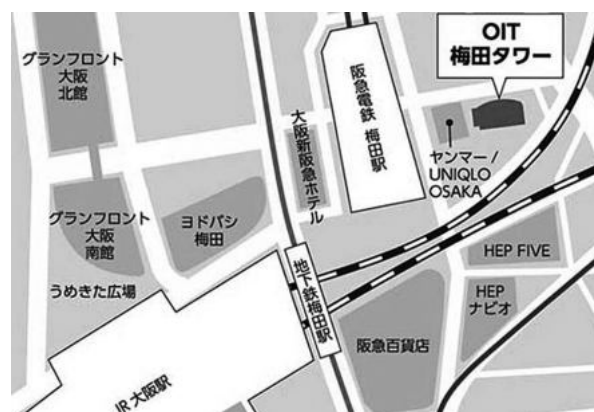 OIT
梅田タワー
グランフロント
大阪
北館
阪急電鉄 梅田駅
大阪新阪急ホテル
ヤンマー/
UNIQLO
OSAKA
グランフロント
大阪
南館
ヨドバシ
梅田
HEP FIVE
地下鉄梅田駅
うめきた広場
HEP
ナビオ
阪急百貨店
JR 大阪駅